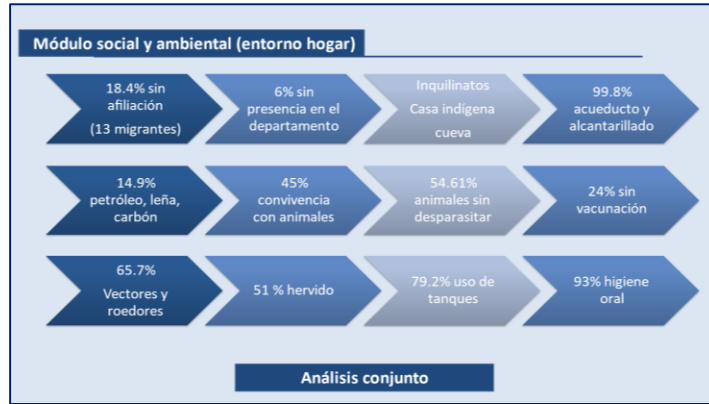 Módulo social y ambiental (entorno hogar)
18.4% sin
afiliación
(13 migrantes)
6% sin
presencia en el
departamento
Inquilinatos
Casa indígena
cueva
99.8%
acueducto y
alcantarillado
14.9%
petróleo, leña,
carbón
45%
convivencia
con animales
54.61%
animales sin
desparasitar
24% sin
vacunación
65.7%
Vectores y
roedores
51 % hervido
79.2% uso de
tanques
93% higiene
oral
Análisis conjunto